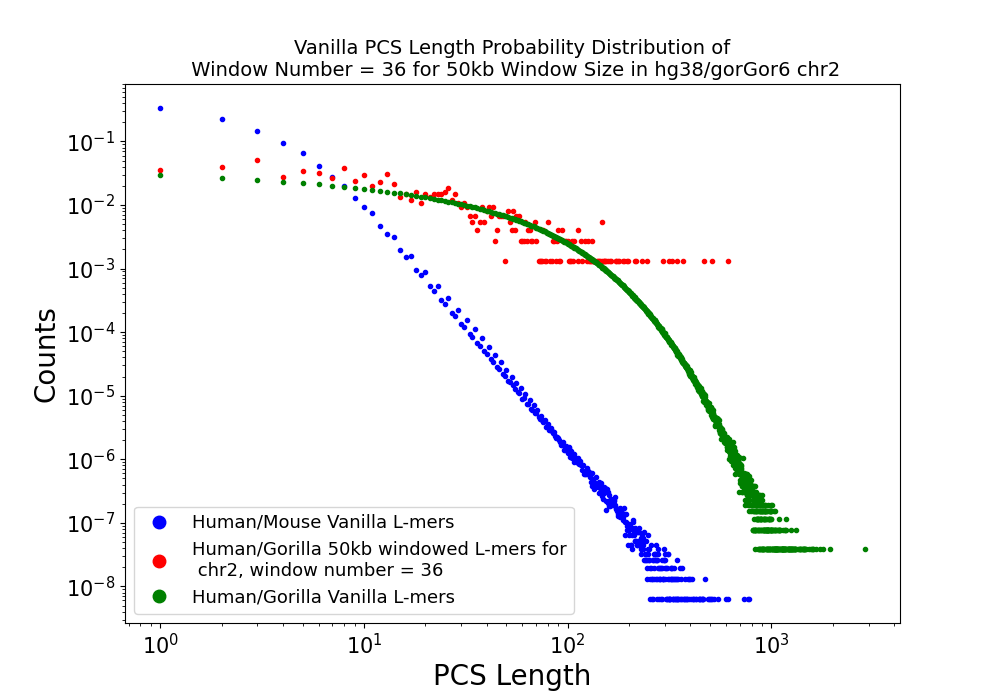 Vanilla PCS Length Probability Distribution of
Window Number = 36 for 50kb Window Size in hg38/gorGor6 chr2
Counts
10⁻¹
10⁻²
10⁻³
10⁻⁴
10⁻⁵
10⁻⁶
10⁻⁷
10⁻⁸
Human/Mouse Vanilla L-mers
Human/Gorilla 50kb windowed L-mers for
chr2, window number = 36
Human/Gorilla Vanilla L-mers
10⁰ 10¹ 10² 10³
PCS Length